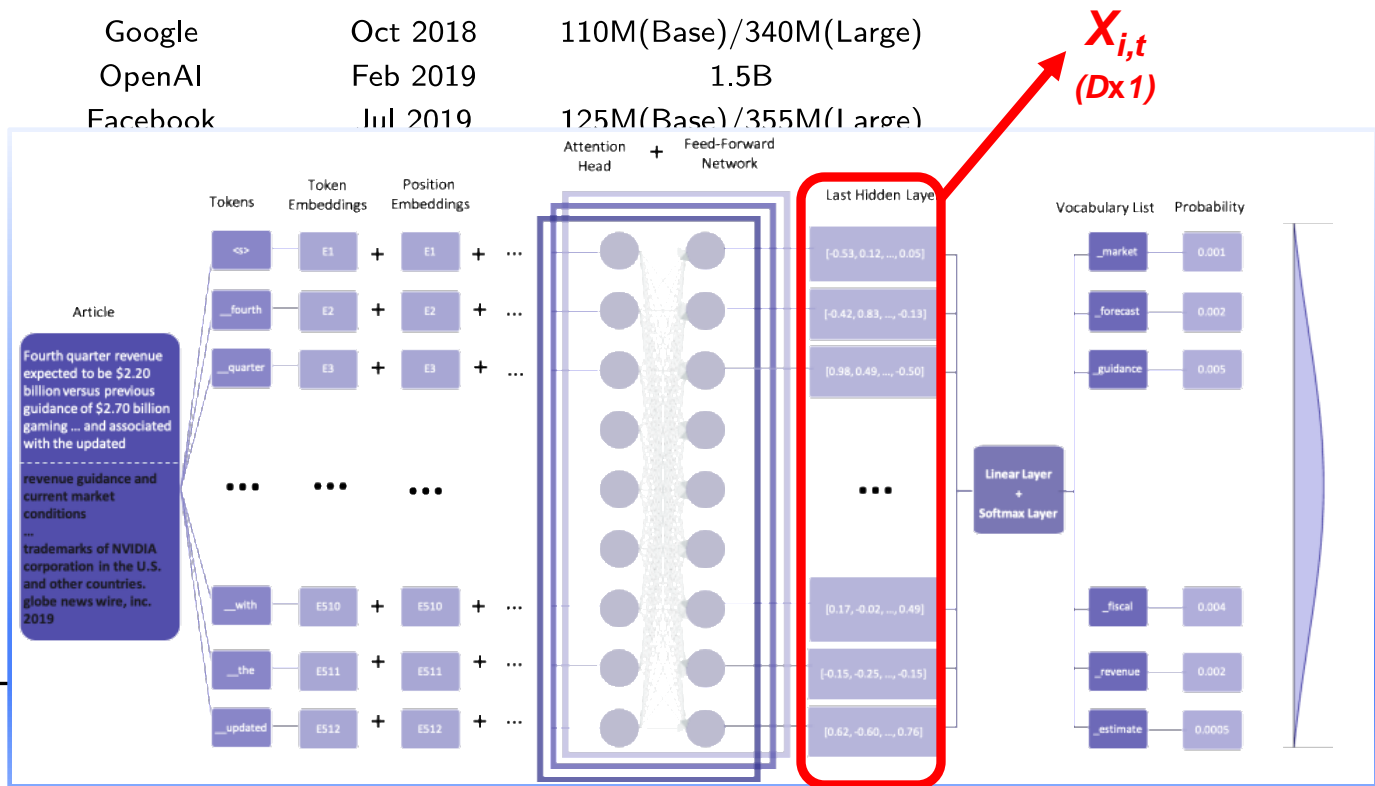 Google Oct 2018 110M(Base)/340M(Large)
OpenAI Feb 2019 1.5B
Facebook Jul 2019 125M(Base)/355M(Large)
X i,t
(Dx1)
Attention Head + Feed-Forward Network
Tokens
Token Embeddings
Position Embeddings
Last Hidden Laye
Vocabulary List
Probability
<s> E1 + E1 + ... [-0.53, 0.12, ..., 0.05] _market 0.001
__fourth E2 + E2 + ... [-0.42, 0.83, ..., -0.13] _forecast 0.002
__quarter E3 + E3 + ... [0.98, 0.49, ..., -0.50] _guidance 0.005
Article
Fourth quarter revenue
expected to be $2.20
billion versus previous
guidance of $2.70 billion
gaming ... and associated
with the updated
revenue guidance and
current market
conditions
...
trademarks of NVIDIA
corporation in the U.S.
and other countries.
globe news wire, inc.
2019
... ... ... ...
Linear Layer
+
Softmax Layer
__with E510 + E510 + ... [0.17, -0.02, ..., 0.49] _fiscal 0.004
__the E511 + E511 + ... [-0.15, -0.25, ..., -0.15] _revenue 0.002
__updated E512 + E512 + ... [0.62, -0.60, ..., 0.76] _estimate 0.0005